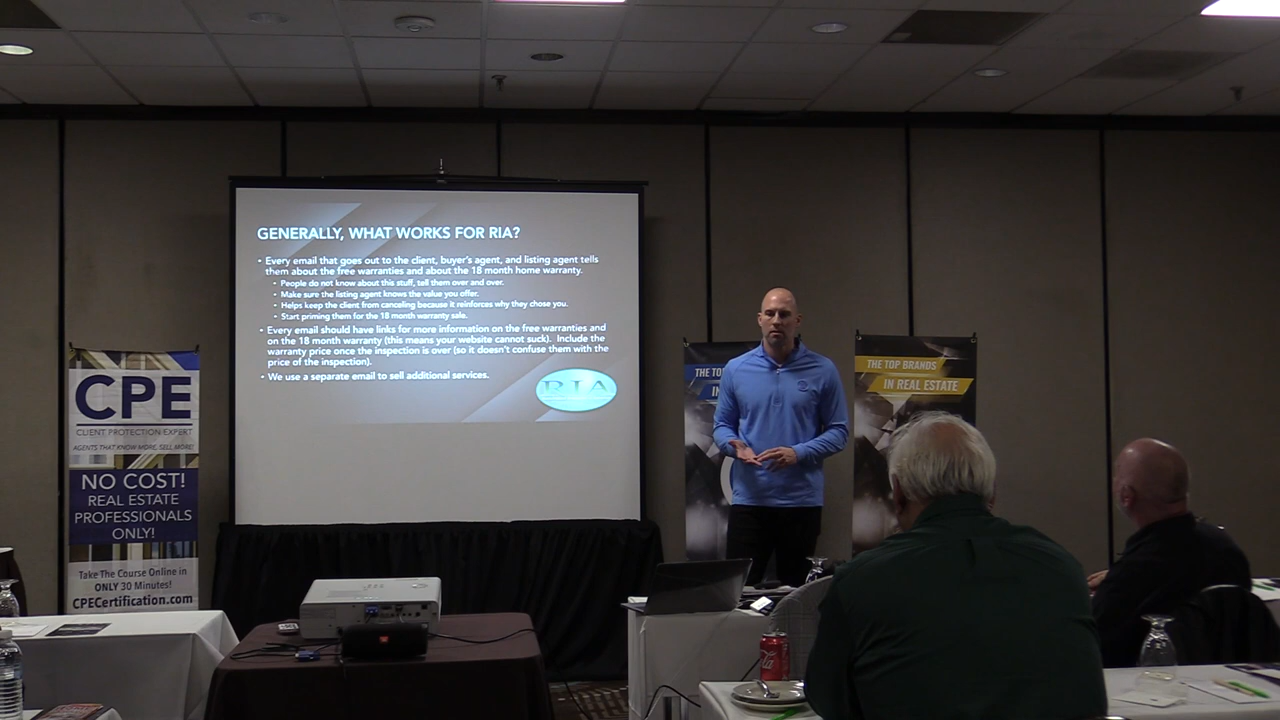 GENERALLY, WHAT WORKS FOR RIA?
• Every email that goes out to the client, buyer's agent, and listing agent tells
them about the free warranties and about the 18 month home warranty.
• People do not know about this stuff, tell them over and over.
• Make sure the listing agent knows the value you offer.
• Helps keep the client from canceling because it reinforces why they chose you.
• Start priming them for the 18 month warranty sale.
• Every email should have links for more information on the free warranties and
on the 18 month warranty (this means your website cannot suck). Include the
warranty price once the inspection is over (so it doesn't confuse them with the
price of the inspection).
• We use a separate email to sell additional services.
RIA
CPE
CLIENT PROTECTION EXPERT
AGENTS THAT KNOW MORE, SELL MORE!
NO COST!
REAL ESTATE
PROFESSIONALS
ONLY!
Take The Course Online in
ONLY 30 Minutes!
CPECertification.com
THE TOP BRANDS
IN REAL ESTATE